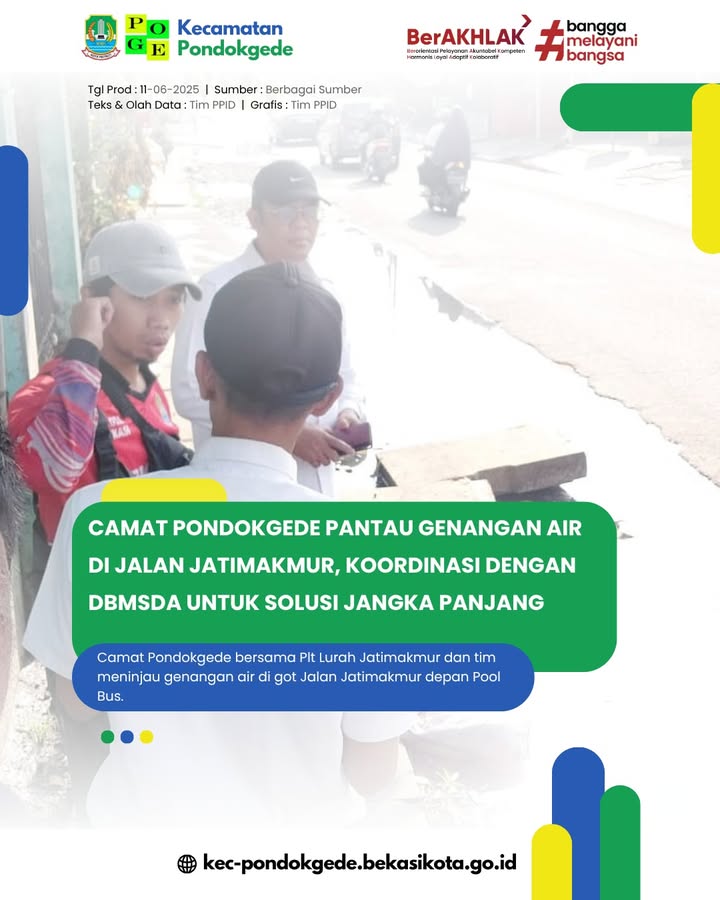 POGE
Kecamatan
Pondokgede
BerAKHLAK
Berorientasi Pelayanan Akuntabel Kompeten
Harmonis Loyal Adaptif Kolaboratif
#bangga
melayani
bangsa
Tgl Prod : 11-06-2025 | Sumber : Berbagai Sumber
Teks & Olah Data : Tim PPID | Grafis : Tim PPID
CAMAT PONDOKGEDE PANTAU GENANGAN AIR
DI JALAN JATIMAKMUR, KOORDINASI DENGAN
DBMSDA UNTUK SOLUSI JANGKA PANJANG
Camat Pondokgede bersama Plt Lurah Jatimakmur dan tim
meninjau genangan air di got Jalan Jatimakmur depan Pool
Bus.
kec-pondokgede.bekasikota.go.id